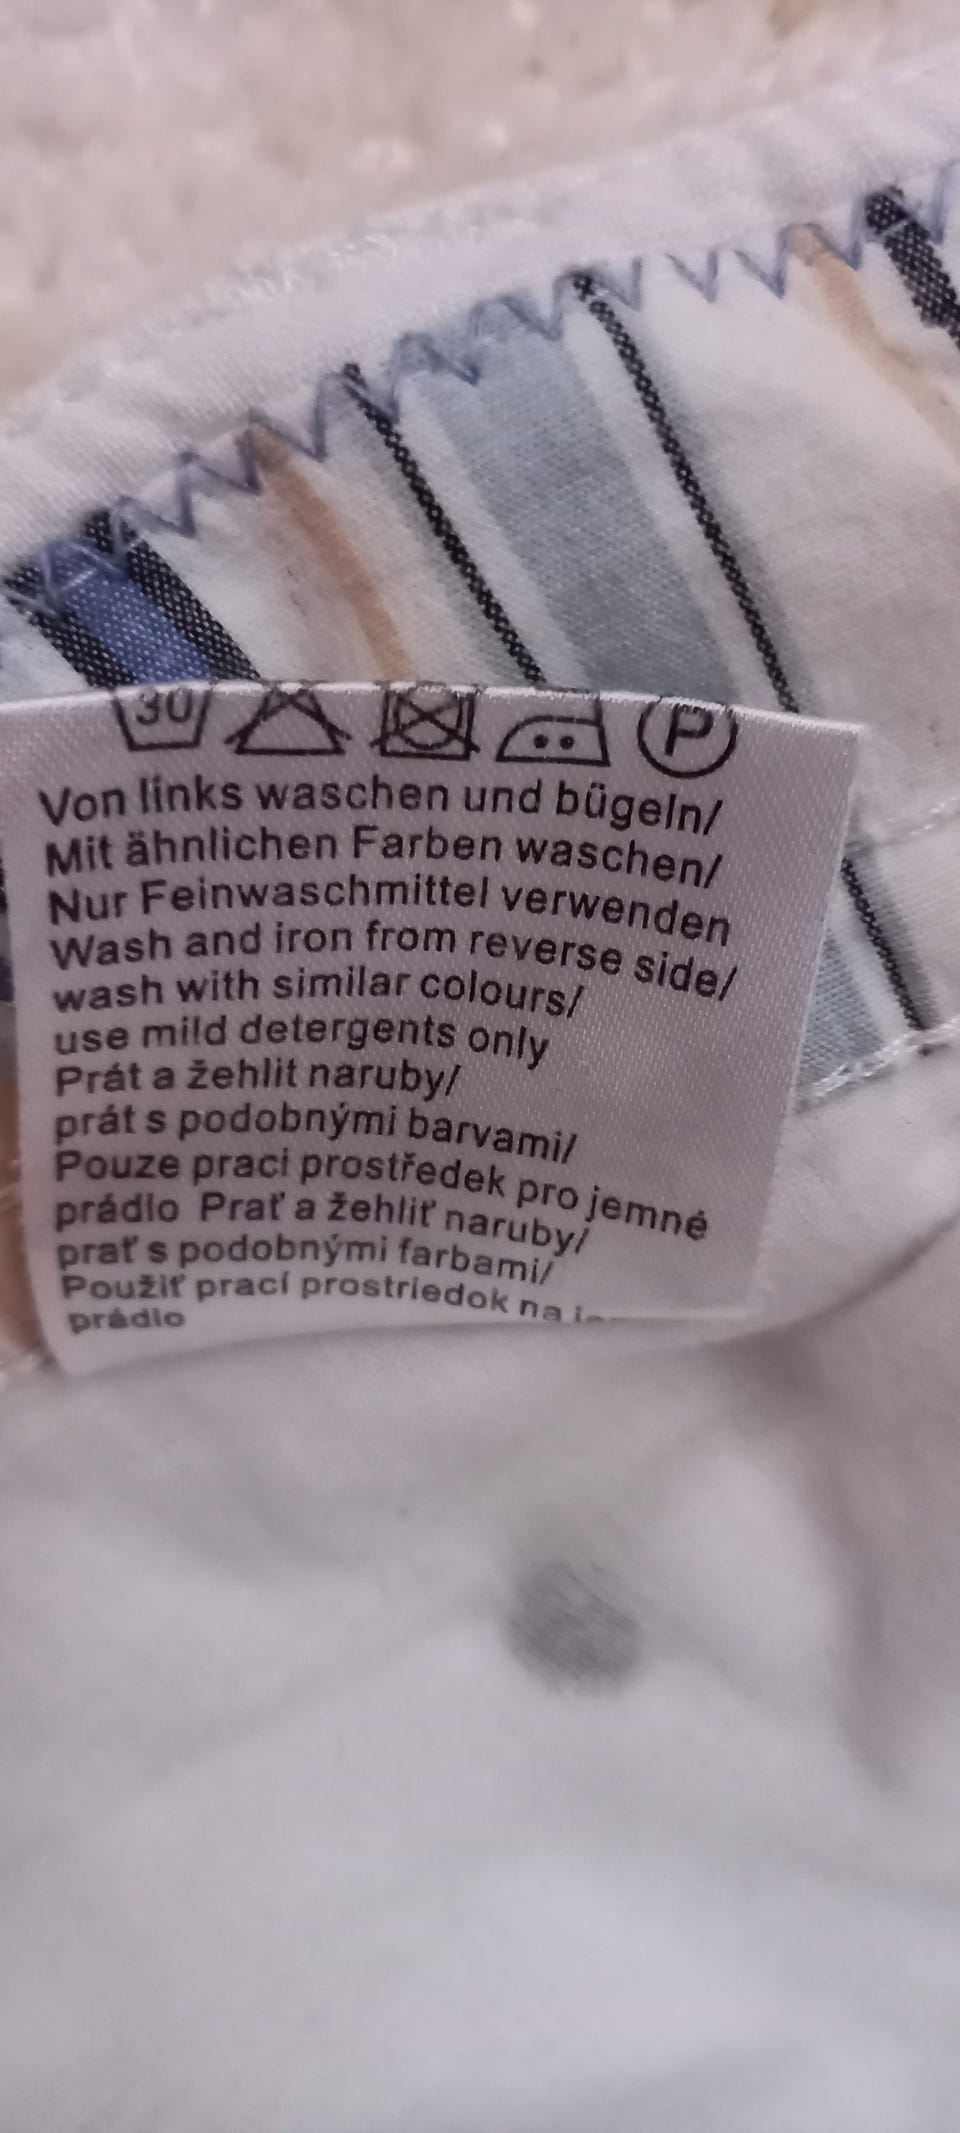 30 P
Von links waschen und bügeln/
Mit ähnlichen Farben waschen/
Nur Feinwaschmittel verwenden
Wash and iron from reverse side/
wash with similar colours/
use mild detergents only
Prát a žehlit naruby/
prát s podobnými barvami/
Pouze praci prostředek pro jemné
prádlo Prať a žehliť naruby/
prať s podobnými farbami/
Použiť prací prostriedok na
prádlo